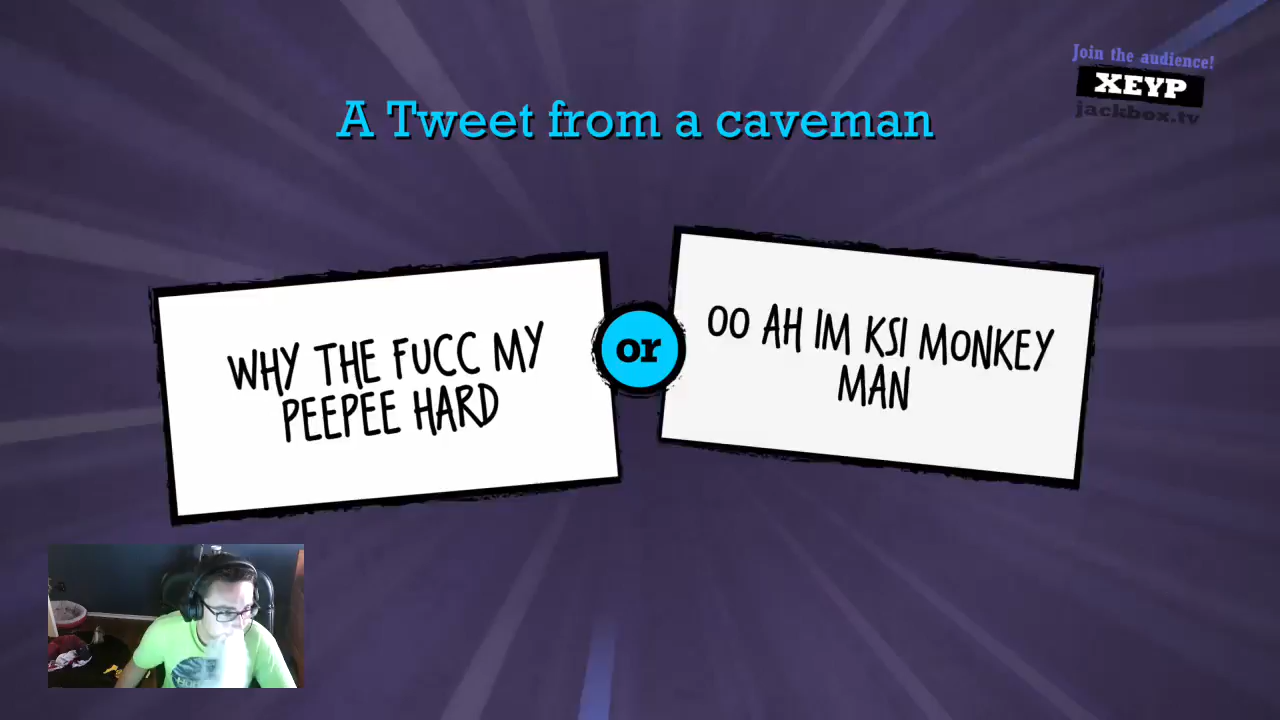 Join the audience!
XEYP
jackbox.tv
A Tweet from a caveman
WHY THE FUCC MY
PEEPEE HARD
or
OO AH IM KSI MONKEY
MAN